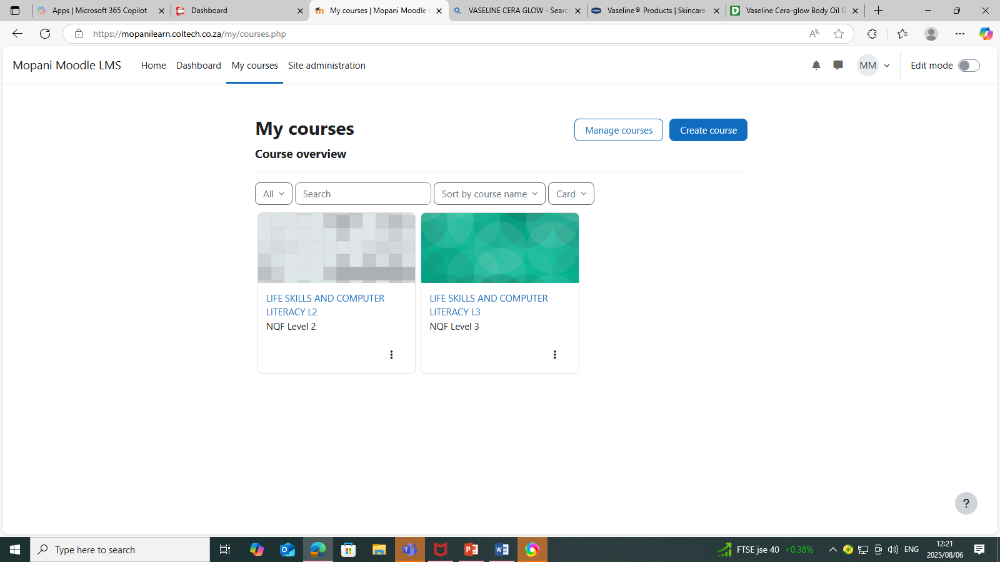 Apps | Microsoft 365 Copilot
Dashboard
My courses | Mopani Moodle
VASELINE CERA GLOW - Searc
Vaseline® Products | Skincare
Vaseline Cera-glow Body Oil G
https://mopanilearn.coltech.co.za/my/courses.php
Mopani Moodle LMS
Home
Dashboard
My courses
Site administration
MM
Edit mode
My courses
Manage courses
Create course
Course overview
All
Search
Sort by course name
Card
LIFE SKILLS AND COMPUTER
LITERACY L2
NQF Level 2
LIFE SKILLS AND COMPUTER
LITERACY L3
NQF Level 3
?
Type here to search
FTSE jse 40 +0,38%
ENG
12:21
2025/08/06